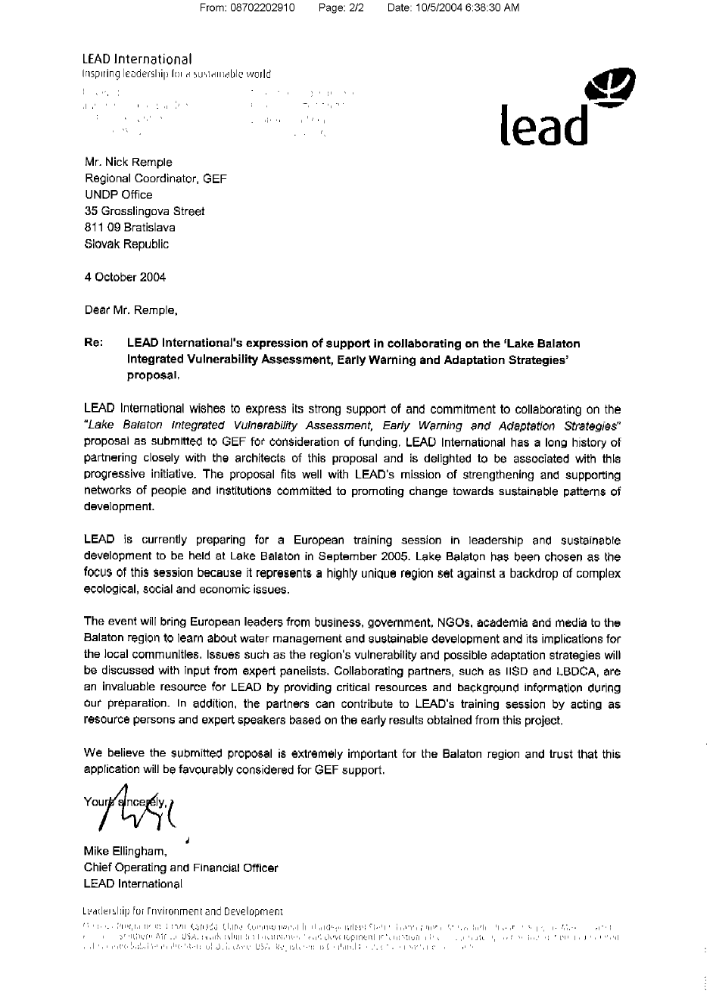 From: 08702202910 Page: 2/2 Date: 10/5/2004 6:38:30 AM
LEAD International
Inspiring leadership for a sustainable world
lead
Mr. Nick Remple
Regional Coordinator, GEF
UNDP Office
35 Grosslingova Street
811 09 Bratislava
Slovak Republic
4 October 2004
Dear Mr. Remple,
Re: LEAD International's expression of support in collaborating on the 'Lake Balaton
Integrated Vulnerability Assessment, Early Warning and Adaptation Strategies'
proposal.
LEAD International wishes to express its strong support of and commitment to collaborating on the
"Lake Balaton Integrated Vulnerability Assessment, Early Warning and Adaptation Strategies"
proposal as submitted to GEF for consideration of funding. LEAD International has a long history of
partnering closely with the architects of this proposal and is delighted to be associated with this
progressive initiative. The proposal fits well with LEAD's mission of strengthening and supporting
networks of people and institutions committed to promoting change towards sustainable patterns of
development.
LEAD is currently preparing for a European training session in leadership and sustainable
development to be held at Lake Balaton in September 2005. Lake Balaton has been chosen as the
focus of this session because it represents a highly unique region set against a backdrop of complex
ecological, social and economic issues.
The event will bring European leaders from business, government, NGOs, academia and media to the
Balaton region to learn about water management and sustainable development and its implications for
the local communities. Issues such as the region's vulnerability and possible adaptation strategies will
be discussed with input from expert panelists. Collaborating partners, such as IISD and LBDCA, are
an invaluable resource for LEAD by providing critical resources and background information during
our preparation. In addition, the partners can contribute to LEAD's training session by acting as
resource persons and expert speakers based on the early results obtained from this project.
We believe the submitted proposal is extremely important for the Balaton region and trust that this
application will be favourably considered for GEF support.
Yours sincerely,
Mike Ellingham,
Chief Operating and Financial Officer
LEAD International
Leadership for Environment and Development